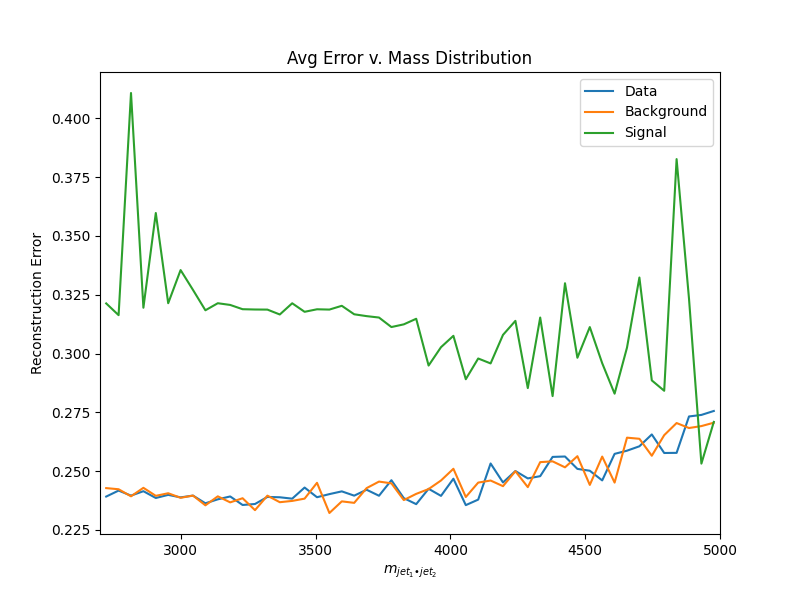 Avg Error v. Mass Distribution
Data
Background
Signal
Reconstruction Error
0.400
0.375
0.350
0.325
0.300
0.275
0.250
0.225
3000 3500 4000 4500 5000
m_{jet_1•jet_2}